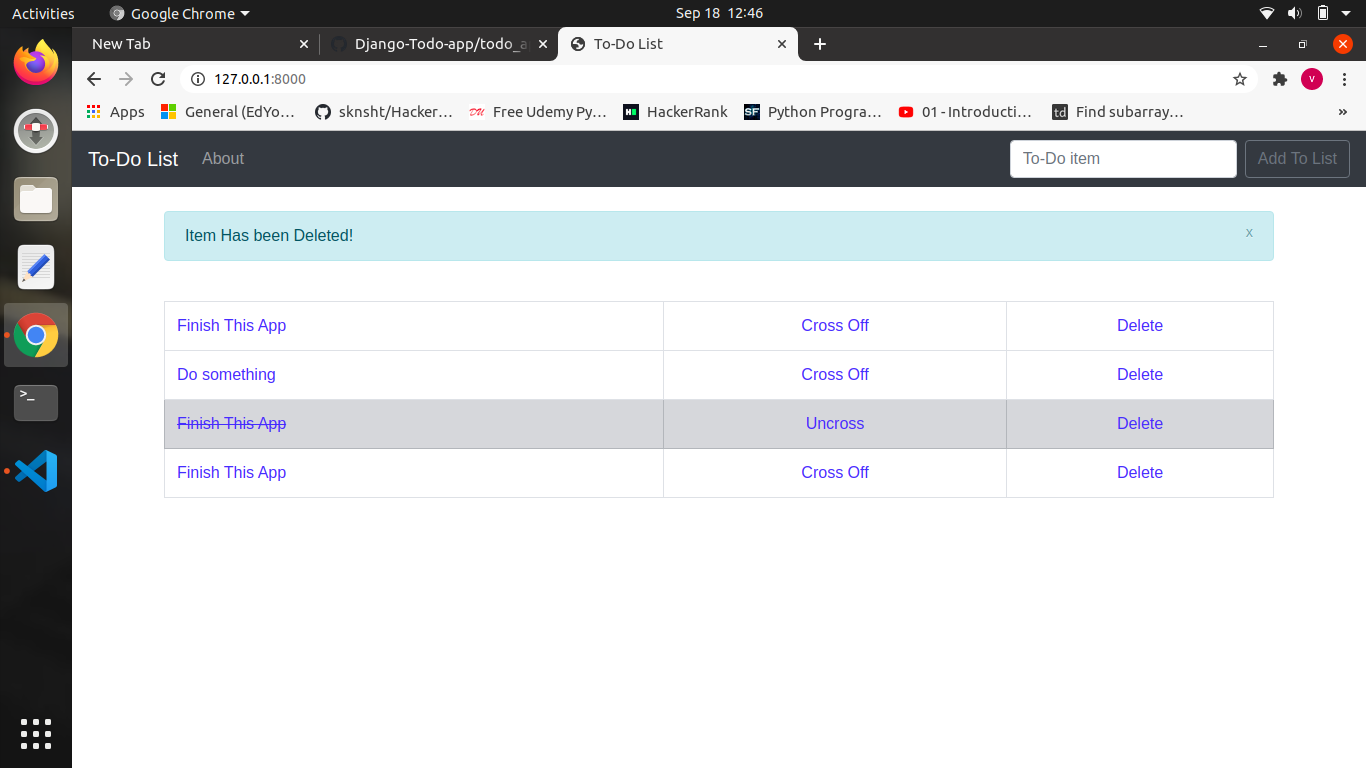 Activities Google Chrome Sep 18 12:46
New Tab Django-Todo-app/todo_a To-Do List
127.0.0.1:8000 V
Apps General (EdYo… sknsht/Hacker… Free Udemy Py… HackerRank Python Progra… 01 - Introducti… td Find subarray… »
To-Do List About To-Do item Add To List
Item Has been Deleted! x
Finish This App Cross Off Delete
Do something Cross Off Delete
Finish This App Uncross Delete
Finish This App Cross Off Delete